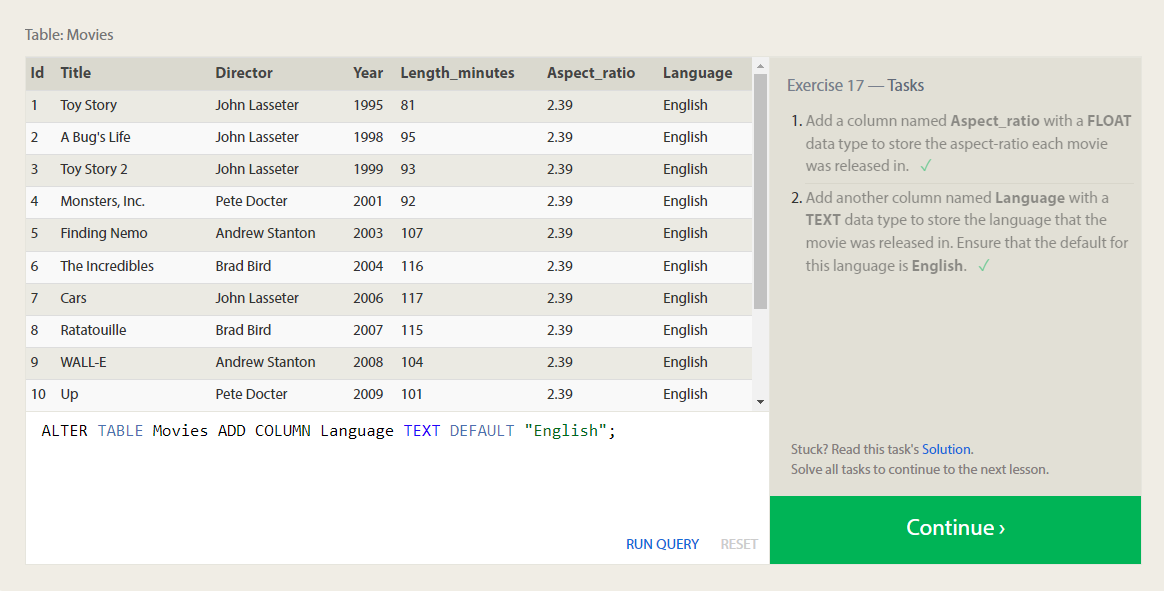 Table: Movies
Id Title Director Year Length_minutes Aspect_ratio Language
1 Toy Story John Lasseter 1995 81 2.39 English
2 A Bug's Life John Lasseter 1998 95 2.39 English
3 Toy Story 2 John Lasseter 1999 93 2.39 English
4 Monsters, Inc. Pete Docter 2001 92 2.39 English
5 Finding Nemo Andrew Stanton 2003 107 2.39 English
6 The Incredibles Brad Bird 2004 116 2.39 English
7 Cars John Lasseter 2006 117 2.39 English
8 Ratatouille Brad Bird 2007 115 2.39 English
9 WALL-E Andrew Stanton 2008 104 2.39 English
10 Up Pete Docter 2009 101 2.39 English
ALTER TABLE Movies ADD COLUMN Language TEXT DEFAULT "English";
RUN QUERY RESET
Exercise 17 — Tasks
1. Add a column named Aspect_ratio with a FLOAT
data type to store the aspect-ratio each movie
was released in. ✓
2. Add another column named Language with a
TEXT data type to store the language that the
movie was released in. Ensure that the default for
this language is English. ✓
Stuck? Read this task's Solution.
Solve all tasks to continue to the next lesson.
Continue ›